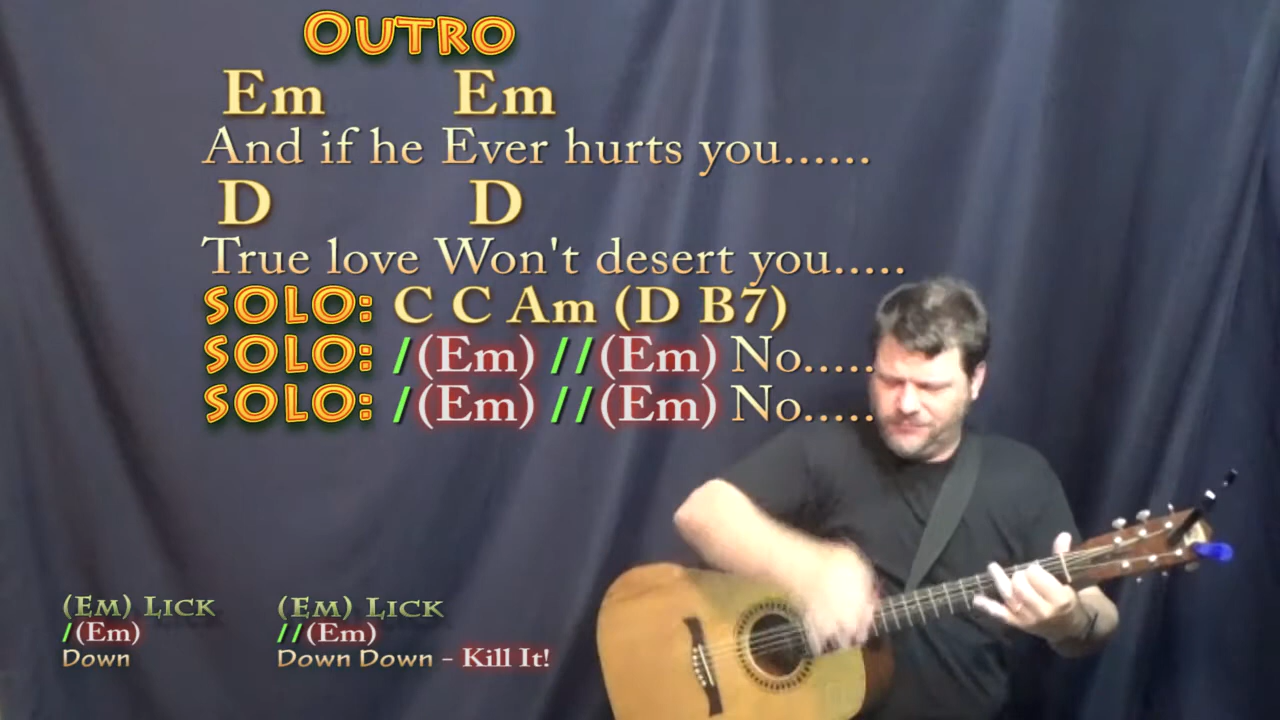 OUTRO
Em Em
And if he Ever hurts you......
D D
True love Won't desert you.....
SOLO: C C Am (D B7)
SOLO: /(Em) //(Em) No.....
SOLO: /(Em) //(Em) No.....
(EM) LICK
/(Em)
Down
(EM) LICK
//(Em)
Down Down - Kill It!